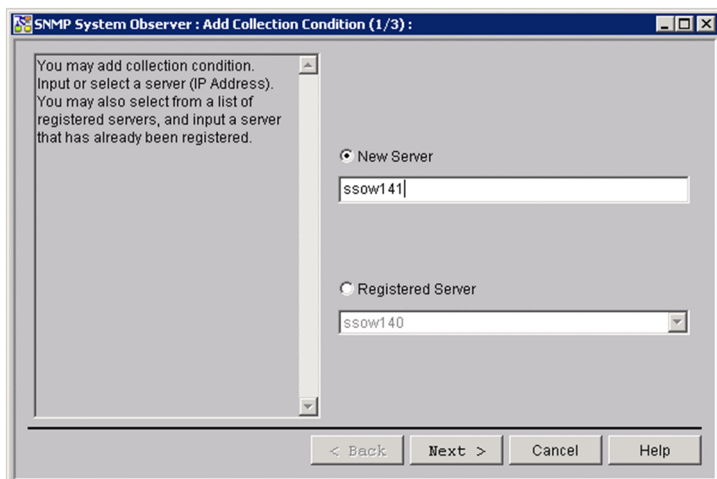 SNMP System Observer : Add Collection Condition (1/3) :
You may add collection condition.
Input or select a server (IP Address).
You may also select from a list of
registered servers, and input a server
that has already been registered.
New Server
ssow141
Registered Server
ssow140
< Back
Next >
Cancel
Help